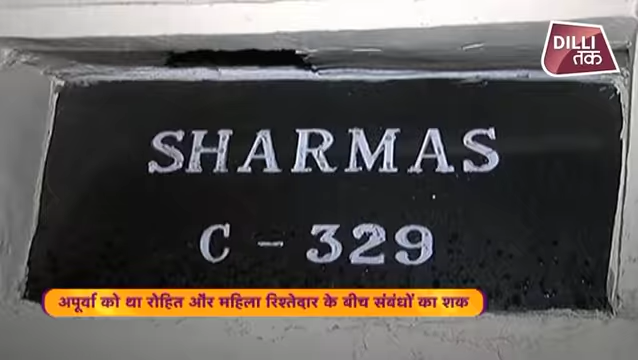 DILLI
तक
SHARMAS
C - 329
अपूर्वा को था रोहित और महिला रिश्तेदार के बीच संबंधों का शक